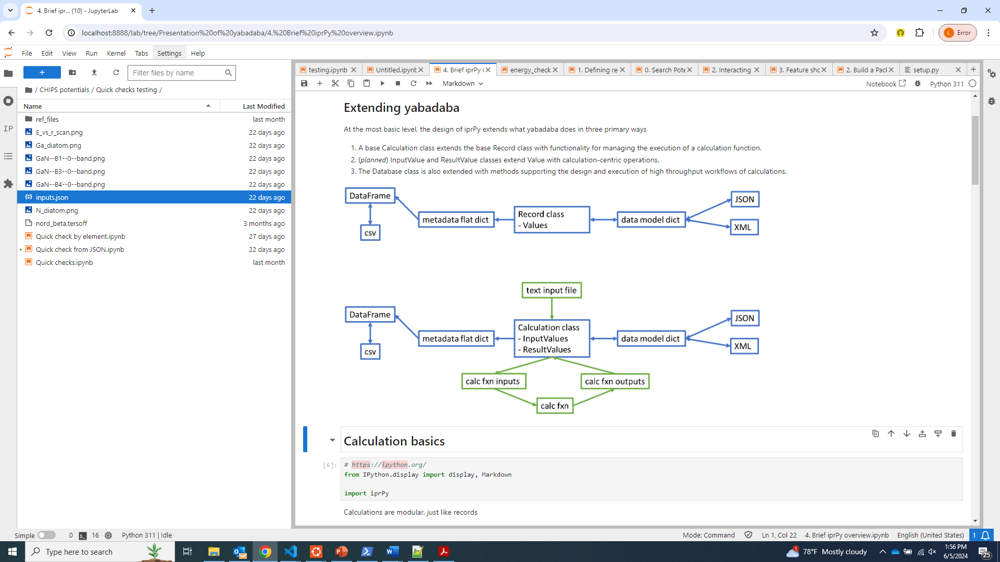 4. Brief ipr... (10) - JupyterLab
localhost:8888/lab/tree/Presentation%20of%20yabadaba/4.%20Brief%20iprPy%20overview.ipynb
L Error
File Edit View Run Kernel Tabs Settings Help
Filter files by name
/ CHIPS potentials / Quick checks testing /
Name Last Modified
ref_files last month
E_vs_r_scan.png 22 days ago
Ga_diatom.png 22 days ago
GaN--B1--0--band.png 22 days ago
GaN--B3--0--band.png 22 days ago
GaN--B4--0--band.png 22 days ago
inputs.json 22 days ago
N_diatom.png 22 days ago
nord_beta.tersoff 3 months ago
Quick check by element.ipynb 27 days ago
Quick check from JSON.ipynb 22 days ago
Quick checks.ipynb last month
IP
testing.ipynb Untitled.ipynb 4. Brief iprPy energy_check 1. Defining re 0. Search Pote 2. Interacting 3. Feature sho 2. Build a Pack setup.py
Markdown Notebook Python 311
Extending yabadaba
At the most basic level, the design of iprPy extends what yabadaba does in three primary ways
1. A base Calculation class extends the base Record class with functionality for managing the execution of a calculation function.
2. (planned) InputValue and ResultValue classes extend Value with calculation-centric operations.
3. The Database class is also extended with methods supporting the design and execution of high throughput workflows of calculations.
DataFrame
csv
metadata flat dict
Record class
- Values
data model dict
JSON
XML
text input file
DataFrame
csv
metadata flat dict
Calculation class
- InputValues
- ResultValues
data model dict
JSON
XML
calc fxn inputs
calc fxn outputs
calc fxn
Calculation basics
[6]:
# https://ipython.org/
from IPython.display import display, Markdown
import iprPy
Calculations are modular, just like records
Simple 0 16 Python 311 | Idle
Mode: Command Ln 1, Col 22 4. Brief iprPy overview.ipynb English (United States) 1
Type here to search
1 78°F Mostly cloudy
1:56 PM
6/5/2024
25